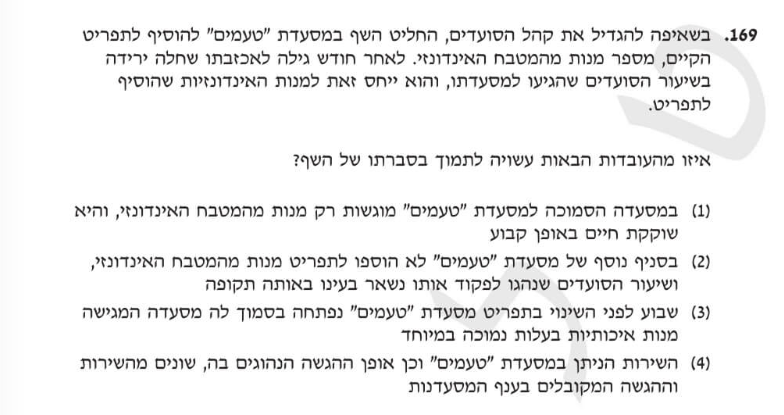 169. בשאיפה להגדיל את קהל הסועדים, החליט השף במסעדת "טעמים" להוסיף לתפריט
הקיים, מספר מנות מהמטבח האינדונזי. לאחר חודש גילה לאכזבתו שחלה ירידה
בשיעור הסועדים שהגיעו למסעדתו, והוא ייחס זאת למנות האינדונזיות שהוסיף
לתפריט.
איזו מהעובדות הבאות עשויה לתמוך בסברתו של השף?
(1) במסעדה הסמוכה למסעדת "טעמים" מוגשות רק מנות מהמטבח האינדונזי, והיא
שוקקת חיים באופן קבוע
(2) בסניף נוסף של מסעדת "טעמים" לא הוספו לתפריט מנות מהמטבח האינדונזי,
ושיעור הסועדים שנהגו לפקוד אותו נשאר בעינו באותה תקופה
(3) שבוע לפני השינוי בתפריט מסעדת "טעמים" נפתחה בסמוך לה מסעדה המגישה
מנות איכותיות בעלות נמוכה במיוחד
(4) השירות הניתן במסעדת "טעמים" וכן אופן ההגשה הנהוגים בה, שונים מהשירות
וההגשה המקובלים בענף המסעדנות